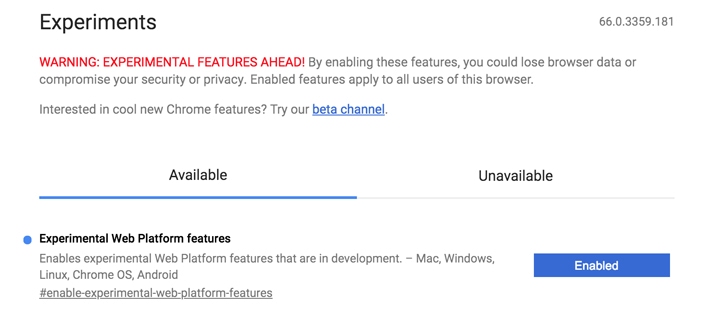 Experiments
66.0.3359.181
WARNING: EXPERIMENTAL FEATURES AHEAD! By enabling these features, you could lose browser data or
compromise your security or privacy. Enabled features apply to all users of this browser.
Interested in cool new Chrome features? Try our beta channel.
Available
Unavailable
Experimental Web Platform features
Enables experimental Web Platform features that are in development. – Mac, Windows,
Linux, Chrome OS, Android
#enable-experimental-web-platform-features
Enabled